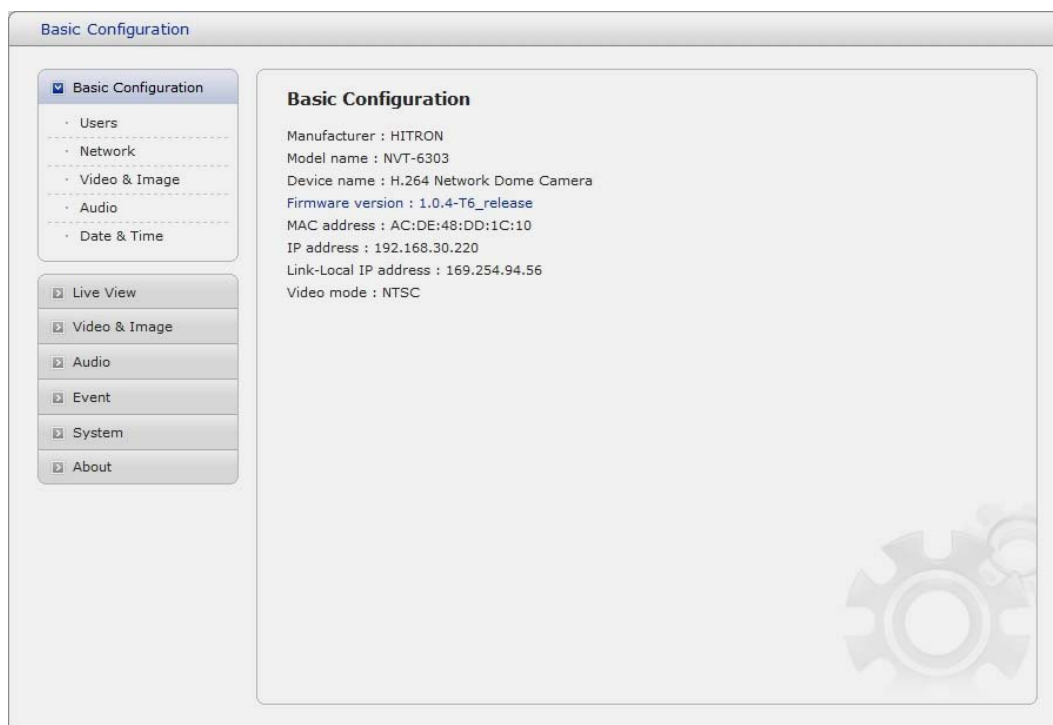 Basic Configuration
Basic Configuration
Users
Network
Video & Image
Audio
Date & Time
Live View
Video & Image
Audio
Event
System
About
Basic Configuration
Manufacturer : HITRON
Model name : NVT-6303
Device name : H.264 Network Dome Camera
Firmware version : 1.0.4-T6_release
MAC address : AC:DE:48:DD:1C:10
IP address : 192.168.30.220
Link-Local IP address : 169.254.94.56
Video mode : NTSC